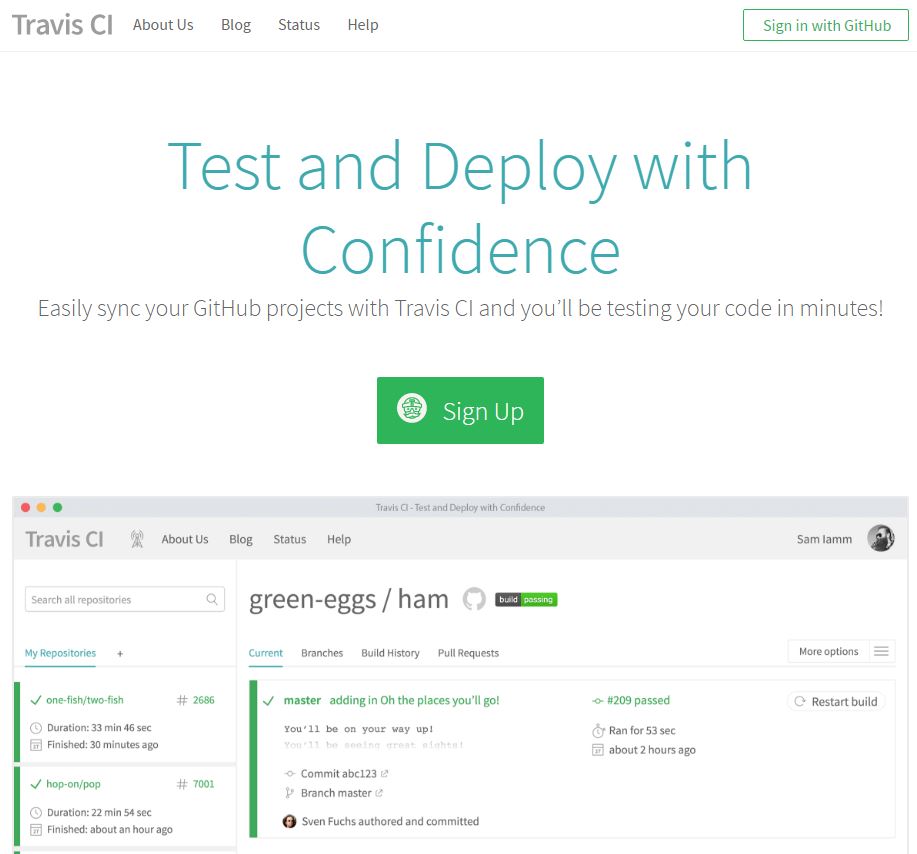 Travis CI About Us Blog Status Help Sign in with GitHub
Test and Deploy with
Confidence
Easily sync your GitHub projects with Travis CI and you’ll be testing your code in minutes!
Sign Up
Travis CI - Test and Deploy with Confidence
Travis CI About Us Blog Status Help Sam Iamm
Search all repositories
green-eggs / ham build passing
My Repositories +
Current Branches Build History Pull Requests More options
one-fish/two-fish # 2686
Duration: 33 min 46 sec
Finished: 30 minutes ago
hop-on/pop # 7001
Duration: 22 min 54 sec
Finished: about an hour ago
master adding in Oh the places you’ll go! #209 passed Restart build
You’ll be on your way up!
You’ll be seeing great sights!
Ran for 53 sec
about 2 hours ago
Commit abc123
Branch master
Sven Fuchs authored and committed